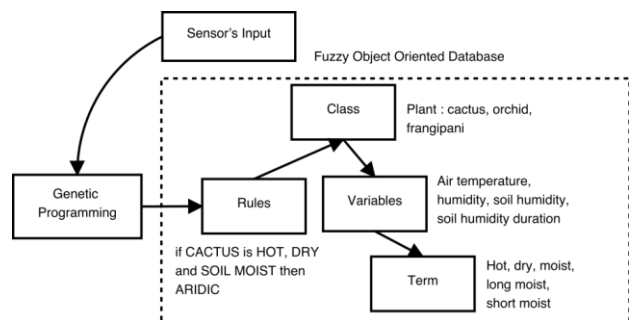 Sensor's Input
Fuzzy Object Oriented Database
Class
Plant : cactus, orchid,
frangipani
Genetic
Programming
Rules
Variables
Air temperature,
humidity, soil humidity,
soil humidity duration
if CACTUS is HOT, DRY
and SOIL MOIST then
ARIDIC
Term
Hot, dry, moist,
long moist,
short moist